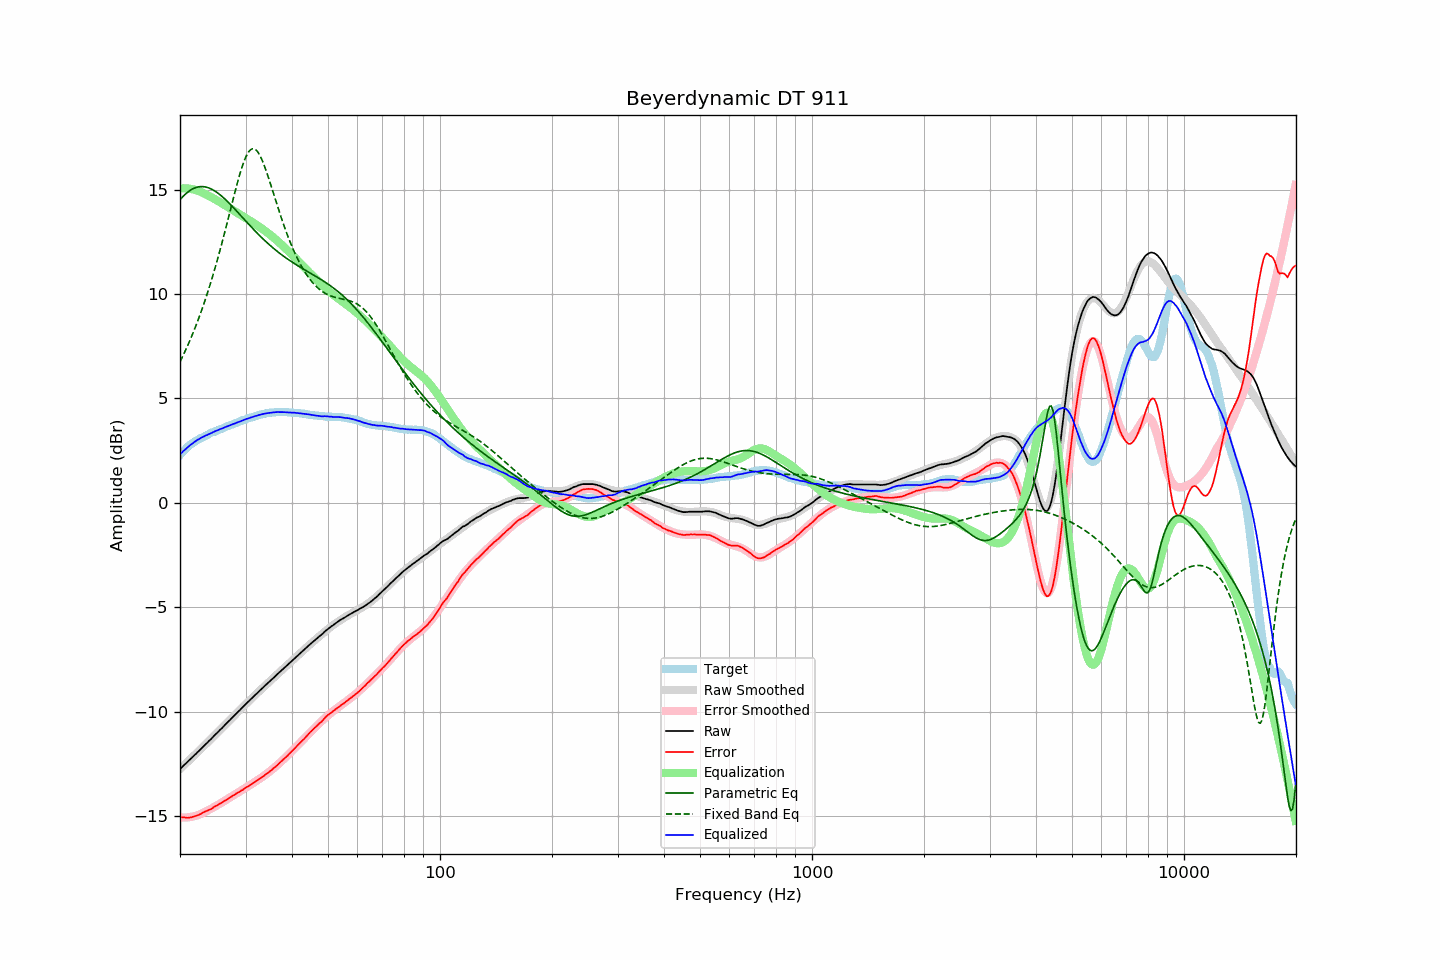 Beyerdynamic DT 911
Amplitude (dBr)
15
10
5
0
−5
−10
−15
100
1000
10000
Frequency (Hz)
Target
Raw Smoothed
Error Smoothed
Raw
Error
Equalization
Parametric Eq
Fixed Band Eq
Equalized